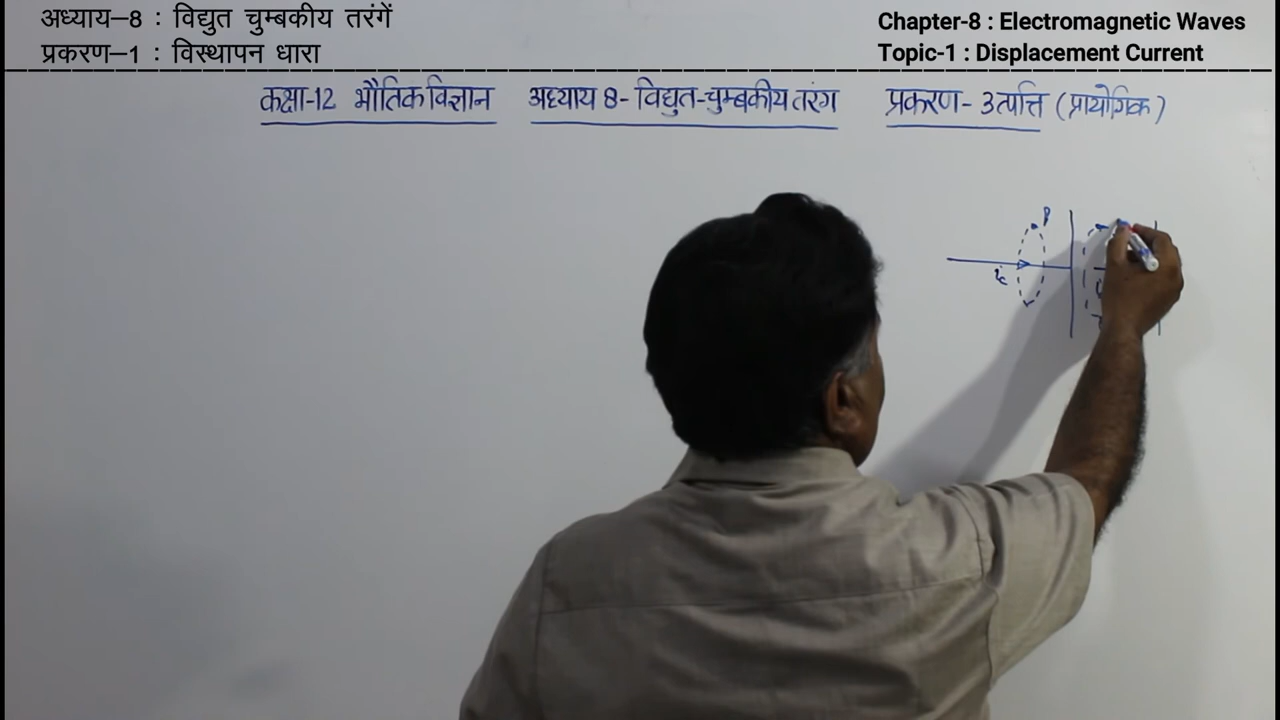 अध्याय–8 : विद्युत चुम्बकीय तरंगें
प्रकरण–1 : विस्थापन धारा
Chapter-8 : Electromagnetic Waves
Topic-1 : Displacement Current
कक्षा-12 भौतिक विज्ञान अध्याय 8- विद्युत-चुम्बकीय तरंग प्रकरण- उत्पत्ति (प्रायोगिक)
P
ic